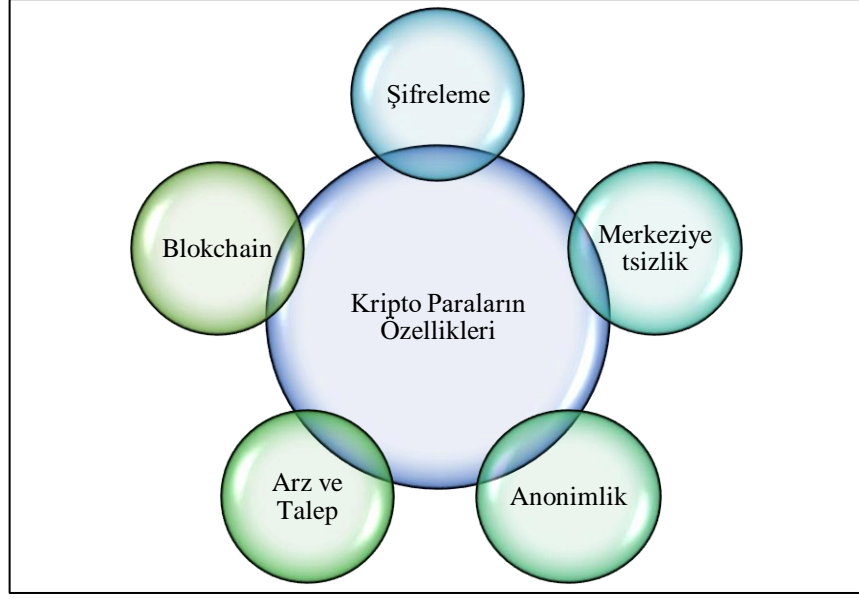 Şifreleme
Merkeziye
tsizlik
Anonimlik
Arz ve
Talep
Blokchain
Kripto Paraların
Özellikleri